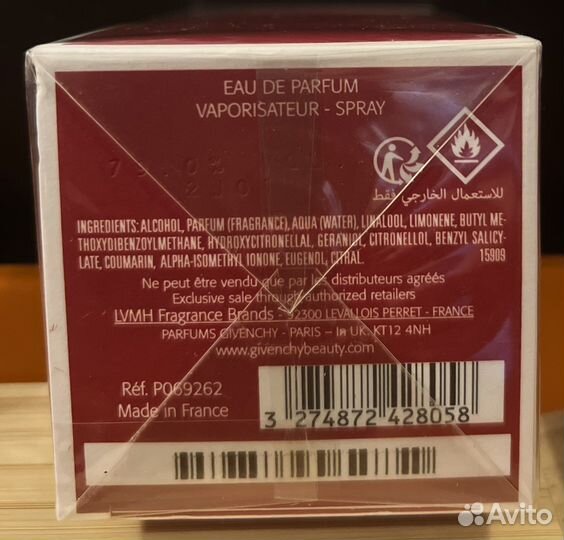 EAU DE PARFUM
VAPORISATEUR - SPRAY
للاستعمال الخارجي فقط
INGREDIENTS: ALCOHOL, PARFUM (FRAGRANCE), AQUA (WATER), LINALOOL, LIMONENE, BUTYL ME-
THOXYDIBENZOYLMETHANE, HYDROXYCITRONELLAL, GERANIOL, CITRONELLOL, BENZYL SALICY-
LATE, COUMARIN, ALPHA-ISOMETHYL IONONE, EUGENOL, CITRAL. 15909
Ne peut être vendu que par les distributeurs agréés
Exclusive sale through authorized retailers
LVMH Fragrance Brands - 92300 LEVALLOIS PERRET - FRANCE
PARFUMS GIVENCHY - PARIS - In UK, KT12 4NH
www.givenchybeauty.com
Réf. P069262
Made in France
3 274872 428058
Avito